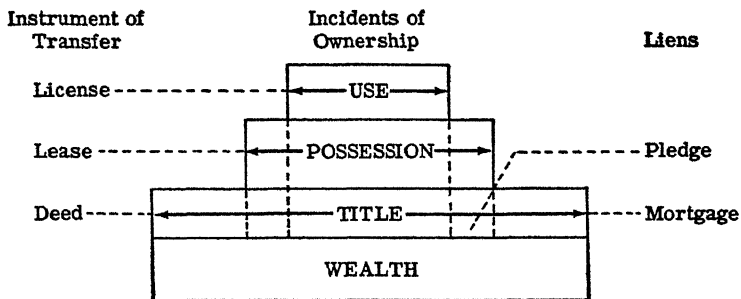 Instrument of Transfer
Incidents of Ownership
Liens
License
USE
Lease
POSSESSION
Pledge
Deed
TITLE
Mortgage
WEALTH